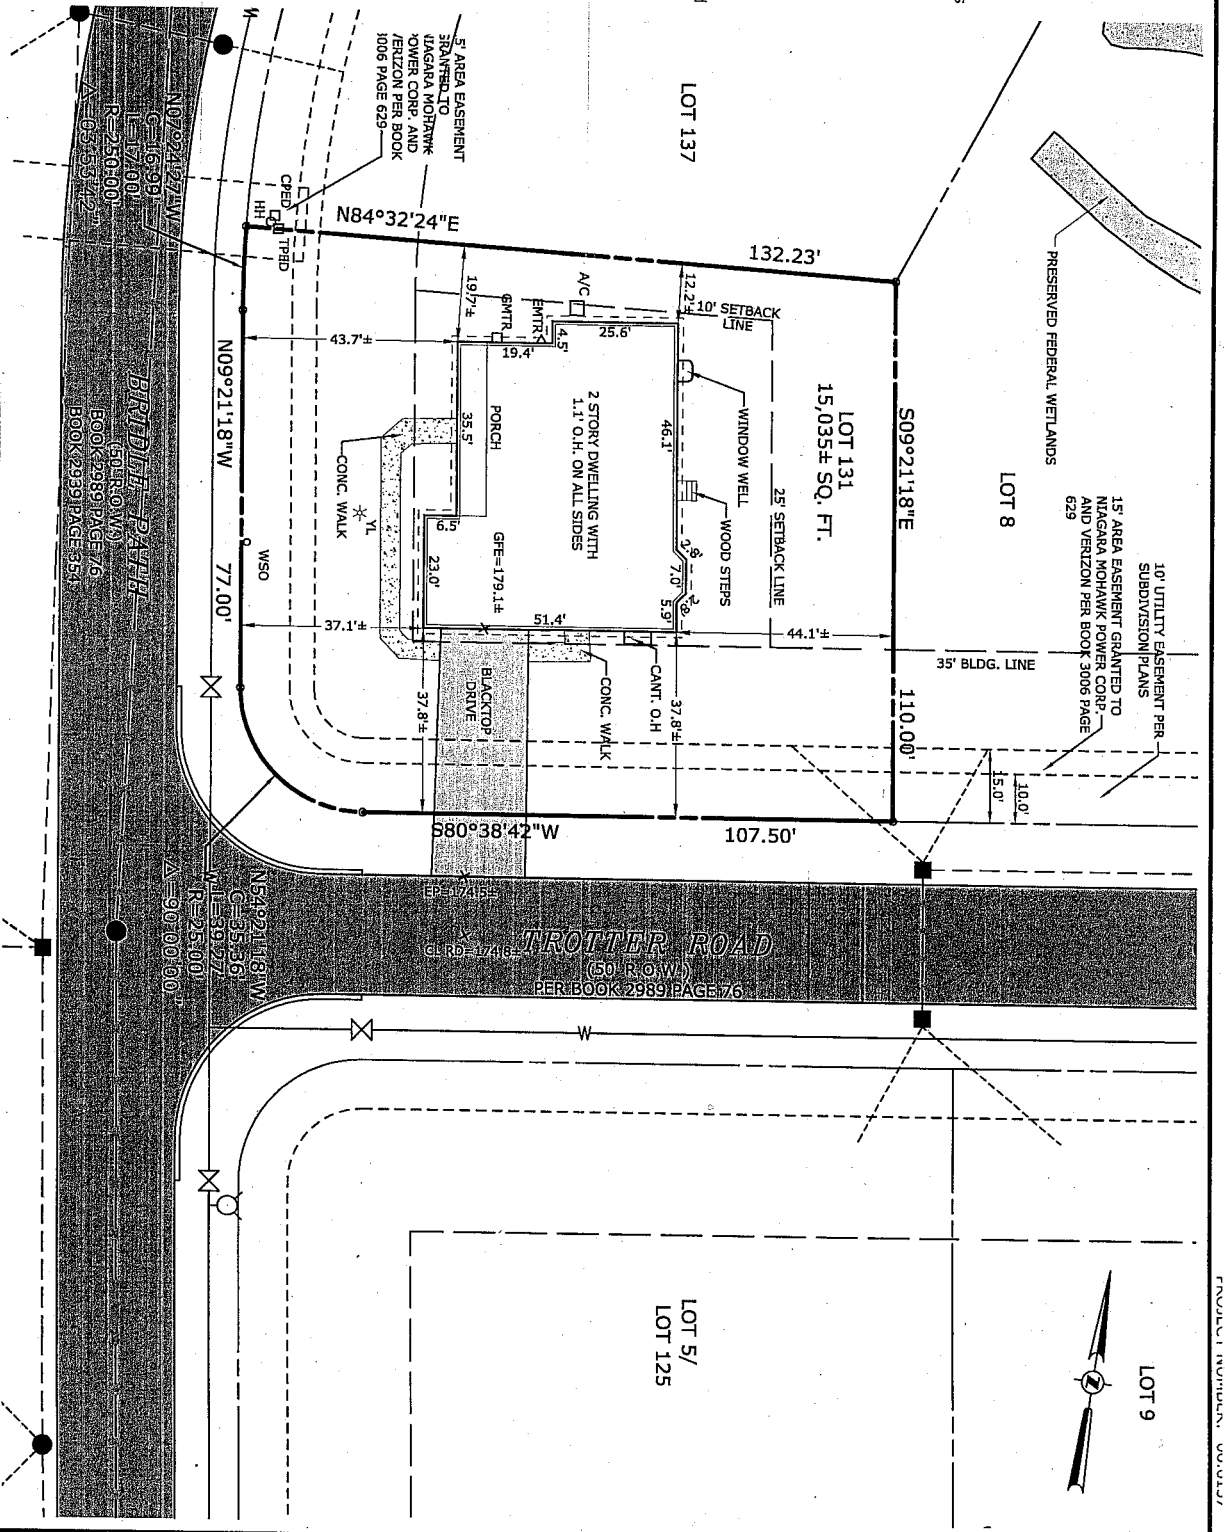 LOT 137
PRESERVED FEDERAL WETLANDS
LOT 8
5' AREA EASEMENT
GRANTED TO
NIAGARA MOHAWK
POWER CORP. AND
VERIZON PER BOOK
3006 PAGE 629
CPED
HH
TPED
N84°32'24"E
132.23'
N07°24'27"W
C=16.99'
L=17.00'
R=250.00'
Δ=03°53'42"
19.7'±
12.2'±
A/C
GMTR
EMTR
10' SETBACK
LINE
25.6'
4.5'
19.4'
43.7'±
N09°21'18"W
77.00'
BRIDLE PATH
(50' R.O.W.)
BOOK 2989 PAGE 76
BOOK 2939 PAGE 354
LOT 131
15,035± SQ. FT.
S09°21'18"E
110.00'
WINDOW WELL
2 STORY DWELLING WITH
1.1' O.H. ON ALL SIDES
PORCH
35.5'
46.1'
CONC. WALK
YL
WOOD STEPS
25' SETBACK LINE
6.5'
GFE=179.1±
23.0'
2.8'
7.0'
2.8'
5.9'
51.4'
WSO
37.1'±
44.1'±
35' BLDG. LINE
15' AREA EASEMENT GRANTED TO
NIAGARA MOHAWK POWER CORP.
AND VERIZON PER BOOK 3006 PAGE
629
10' UTILITY EASEMENT PER
SUBDIVISION PLANS
BLACKTOP
DRIVE
37.8'±
CONC. WALK
CANT. O.H
37.8'±
15.0'
10.0'
S80°38'42"W
107.50'
N54°21'18"W
C=35.36'
L=39.27'
R=25.00'
Δ=90°00'00"
EP=174.5±
CL RD=174.8±
TROTTER ROAD
(50' R.O.W.)
PER BOOK 2989 PAGE 76
W
W
W
LOT 5/
LOT 125
LOT 9
N